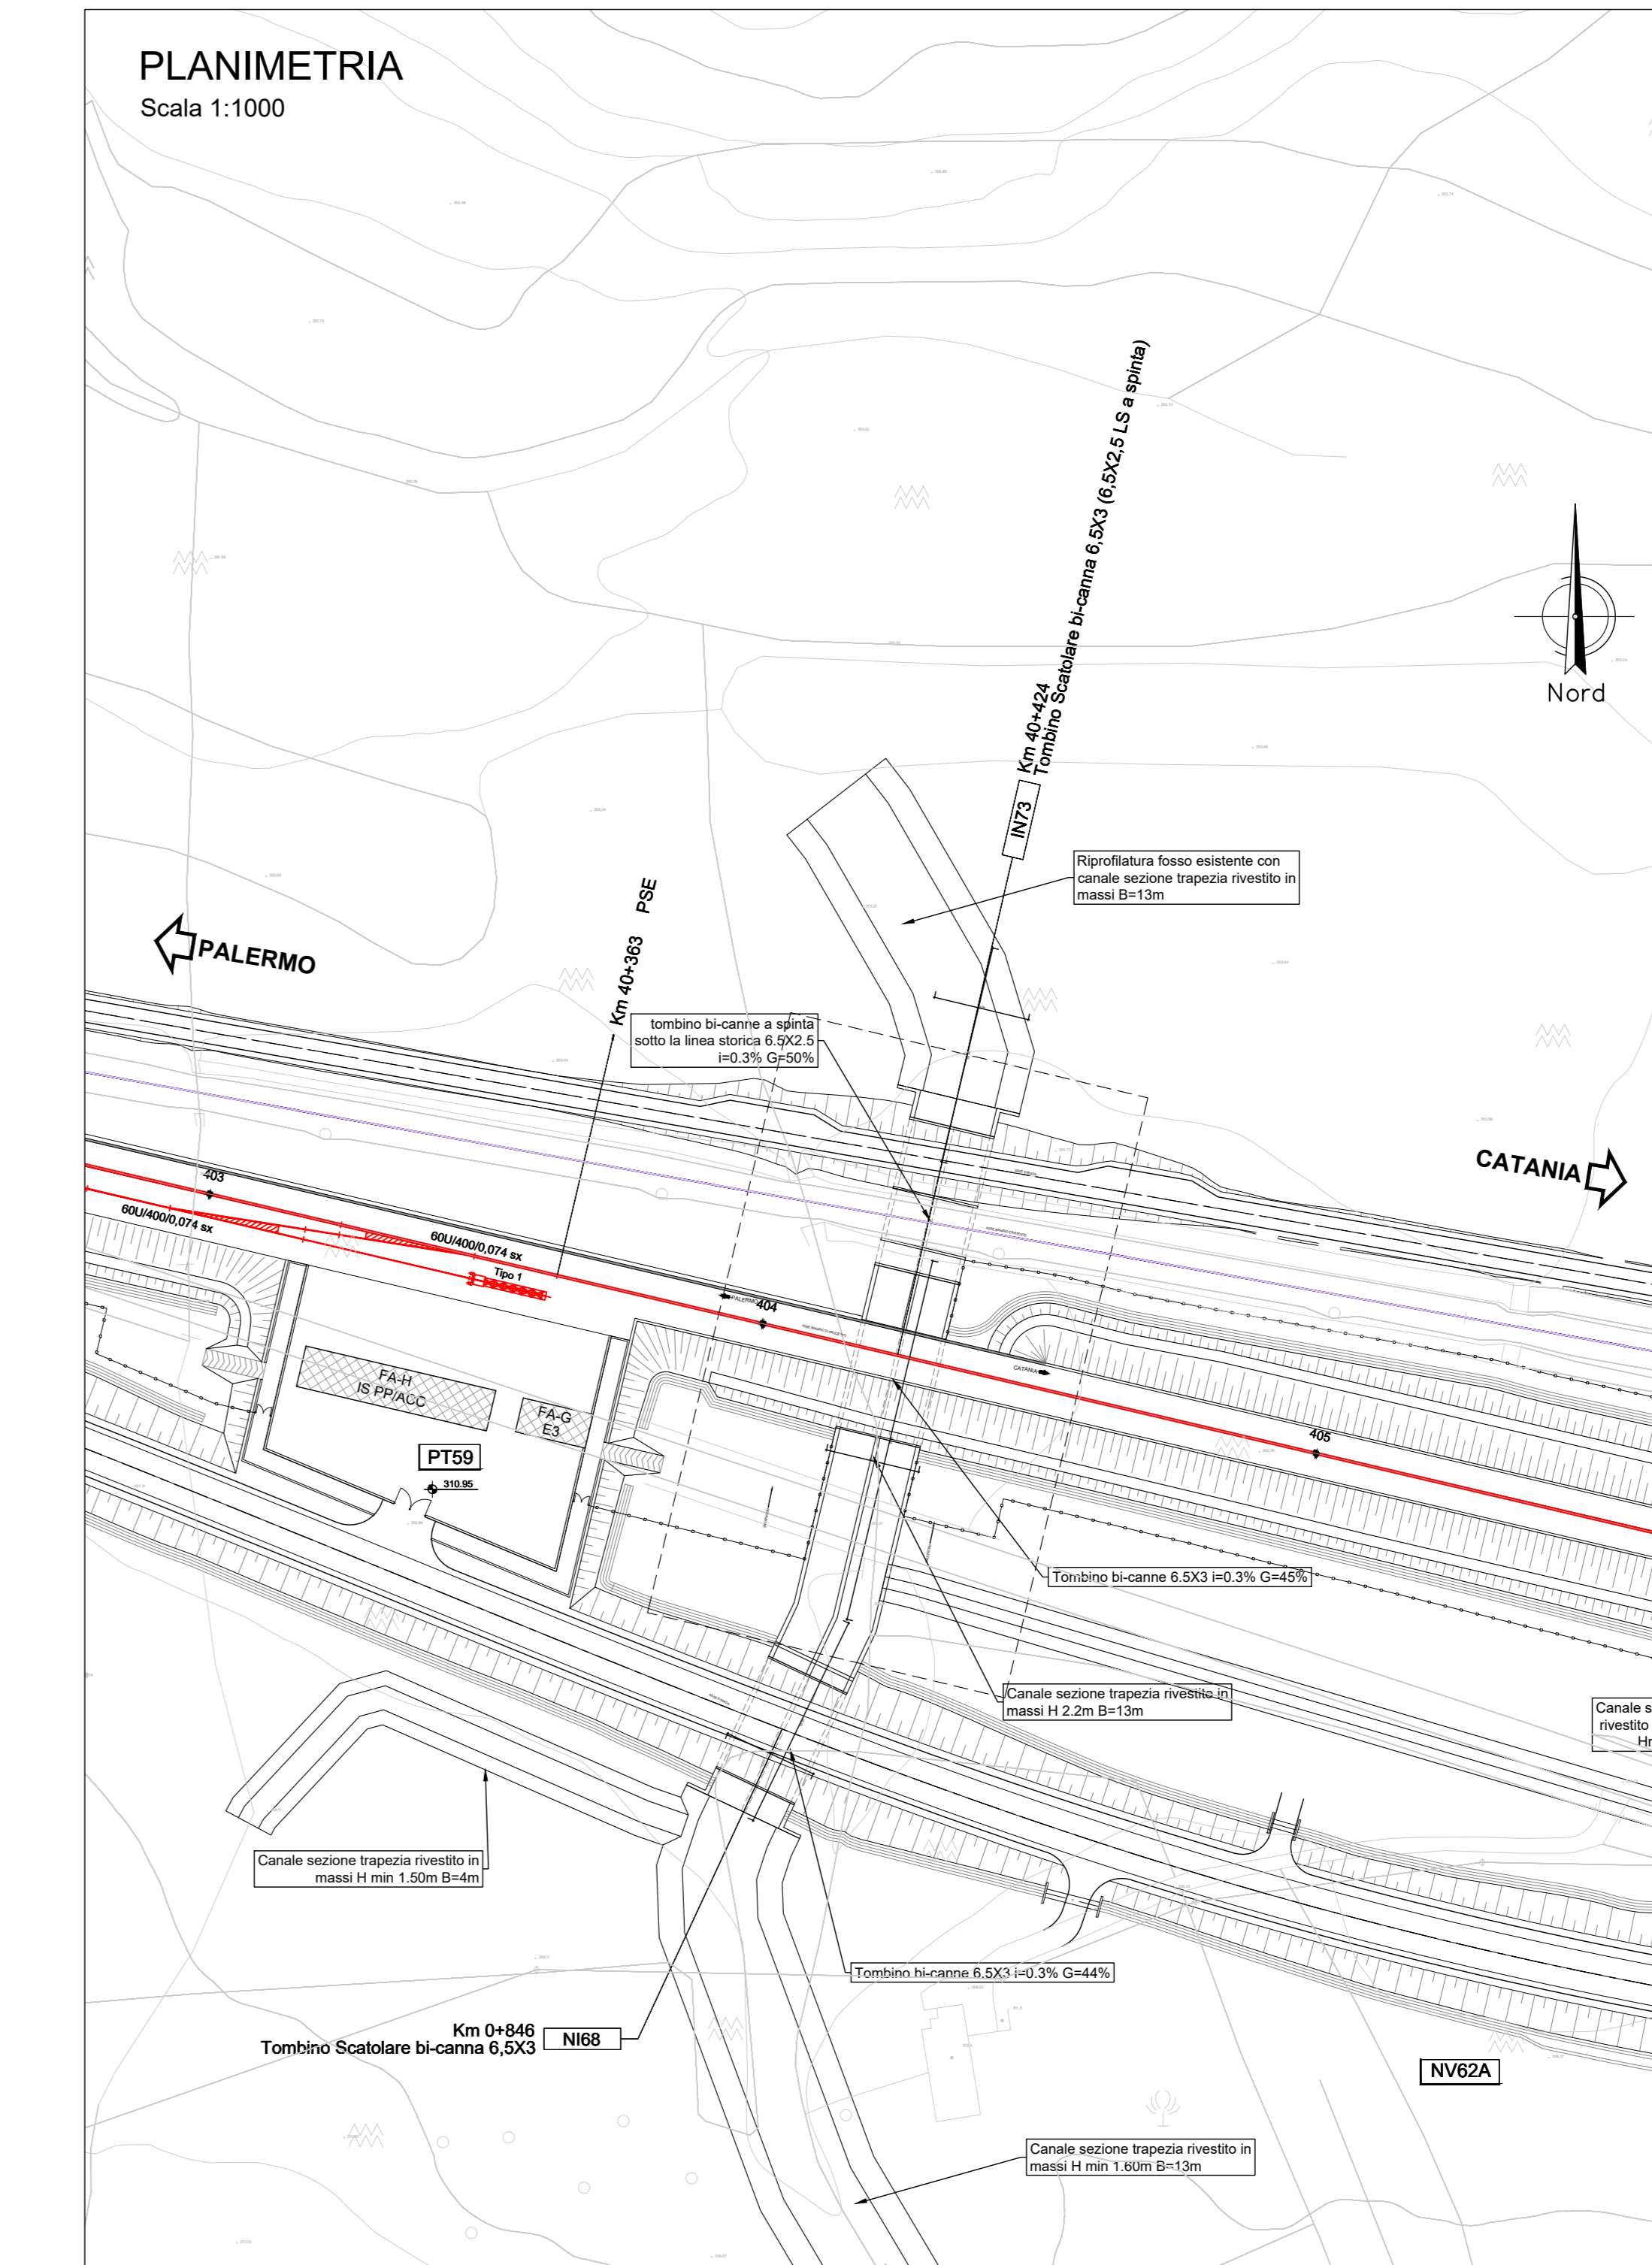 PLANIMETRIA
Scala 1:1000
Km 40+424
Tombino Scatolare bi-canna 6,5X3 (6,5X2,5 LS a spinta)
IN73
Nord
Riprofilatura fosso esistente con
canale sezione trapezia rivestito in
massi B=13m
PALERMO
Km 40+363 PSE
tombino bi-canne a spinta
sotto la linea storica 6.5X2.5
i=0.3% G=50%
CATANIA
403
60U/400/0,074 sx
60U/400/0,074 sx
Tipo 1
PALERMO
404
CATANIA
405
FA-H
IS PP/ACC
FA-G
E3
PT59
310.95
Tombino bi-canne 6.5X3 i=0.3% G=45%
Canale sezione trapezia rivestito in
massi H 2.2m B=13m
Canale s
rivestito
Canale sezione trapezia rivestito in
massi H min 1.50m B=4m
Tombino bi-canne 6.5X3 i=0.3% G=44%
Km 0+846
Tombino Scatolare bi-canna 6,5X3
NI68
NV62A
Canale sezione trapezia rivestito in
massi H min 1.60m B=13m